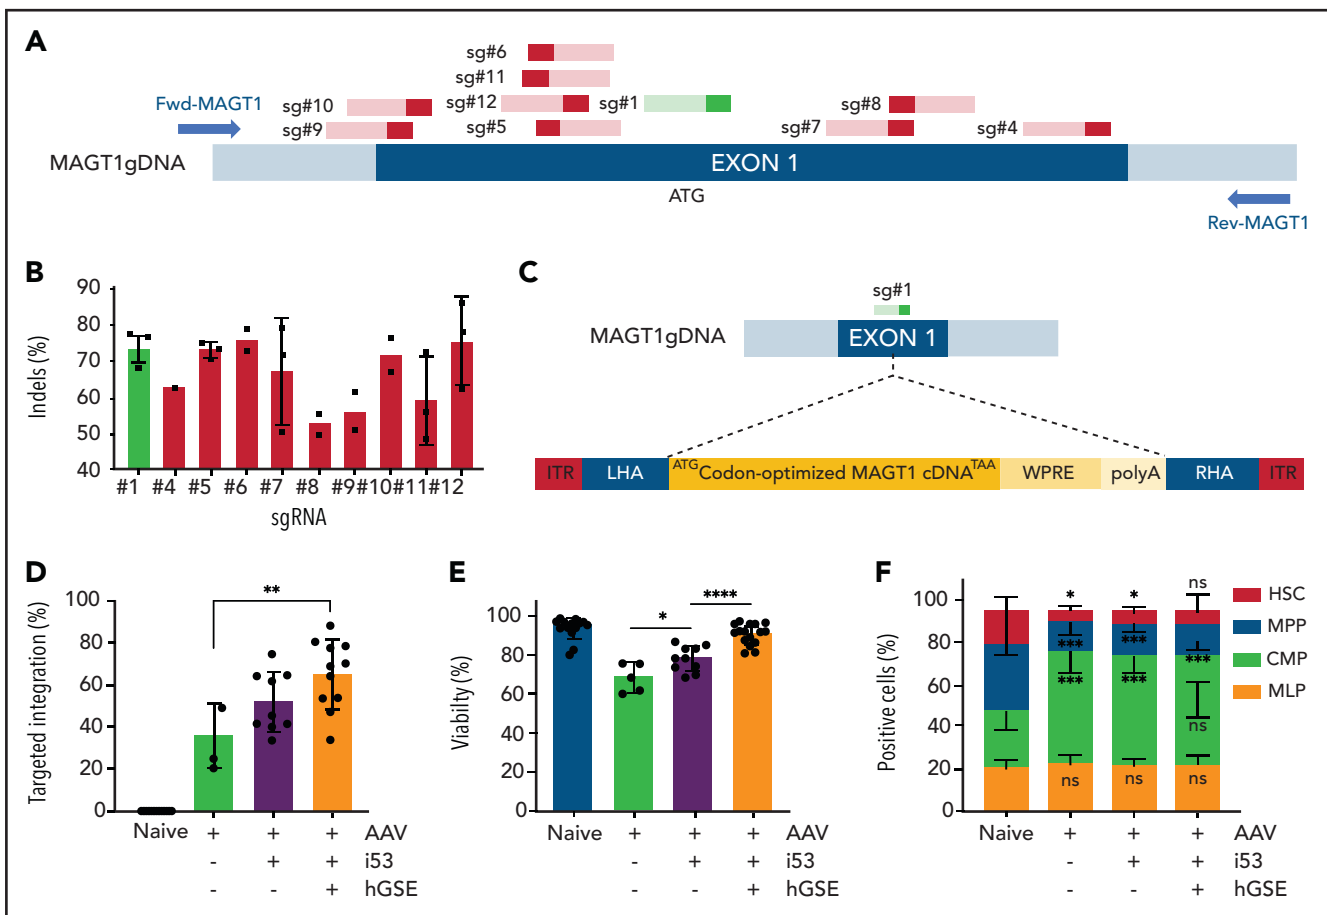 A
sg#6
sg#11
Fwd-MAGT1
sg#10
sg#12
sg#1
sg#8
sg#9
sg#5
sg#7
sg#4
MAGT1gDNA
EXON 1
ATG
Rev-MAGT1
B
90
80
70
60
50
40
Indels (%)
#1 #4 #5 #6 #7 #8 #9 #10 #11 #12
sgRNA
C
sg#1
MAGT1gDNA
EXON 1
ITR LHA ATG Codon-optimized MAGT1 cDNA TAA WPRE polyA RHA ITR
D
100
80
60
40
20
0
Targeted integration (%)
**
Naive + + + AAV
- + + i53
- - + hGSE
E
100
80
60
40
20
0
Viabilty (%)
* ****
Naive + + + AAV
- + + i53
- - + hGSE
F
100
80
60
40
20
0
Positive cells (%)
* * ns
*** *** ***
*** *** ns
ns ns ns
HSC
MPP
CMP
MLP
Naive + + + AAV
- + + i53
- - + hGSE